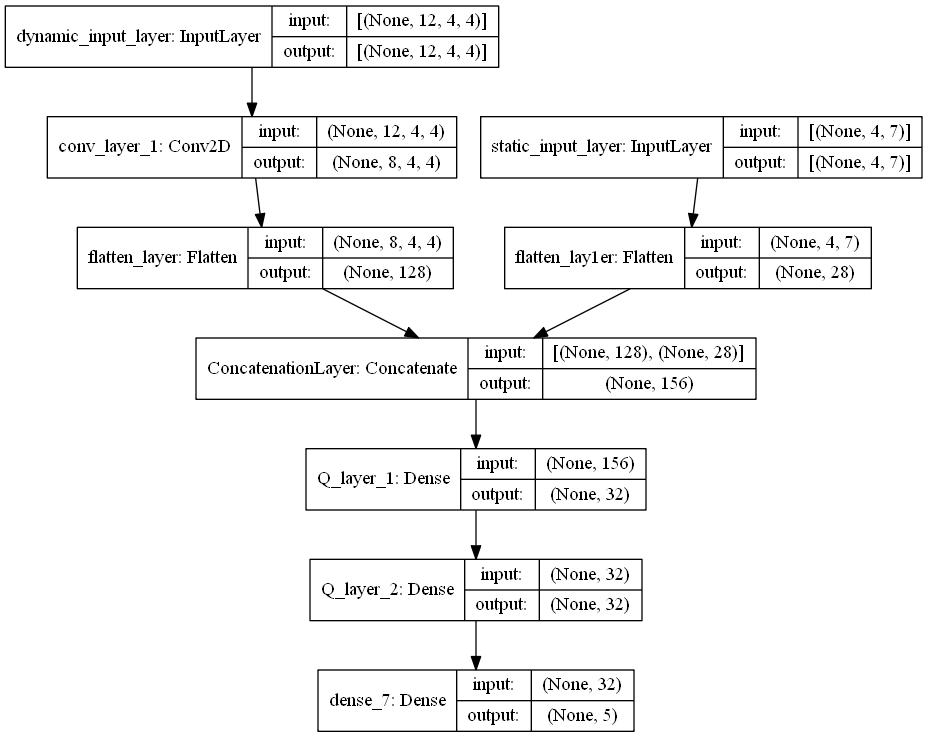 dynamic_input_layer: InputLayer
input:
[(None, 12, 4, 4)]
output:
[(None, 12, 4, 4)]
conv_layer_1: Conv2D
input:
(None, 12, 4, 4)
output:
(None, 8, 4, 4)
static_input_layer: InputLayer
input:
[(None, 4, 7)]
output:
[(None, 4, 7)]
flatten_layer: Flatten
input:
(None, 8, 4, 4)
output:
(None, 128)
flatten_lay1er: Flatten
input:
(None, 4, 7)
output:
(None, 28)
ConcatenationLayer: Concatenate
input:
[(None, 128), (None, 28)]
output:
(None, 156)
Q_layer_1: Dense
input:
(None, 156)
output:
(None, 32)
Q_layer_2: Dense
input:
(None, 32)
output:
(None, 32)
dense_7: Dense
input:
(None, 32)
output:
(None, 5)